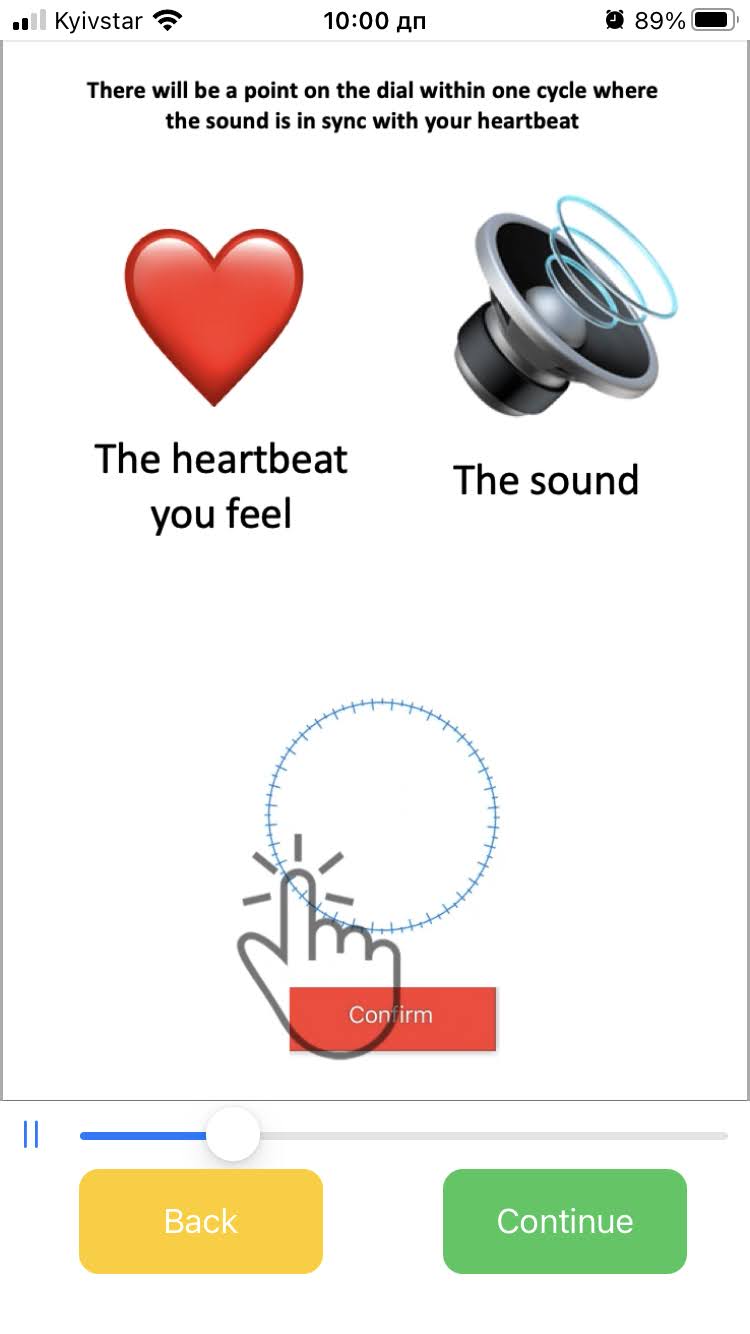 Kyivstar 10:00 дп 89%
There will be a point on the dial within one cycle where
the sound is in sync with your heartbeat
The heartbeat
you feel
The sound
Confirm
Back
Continue